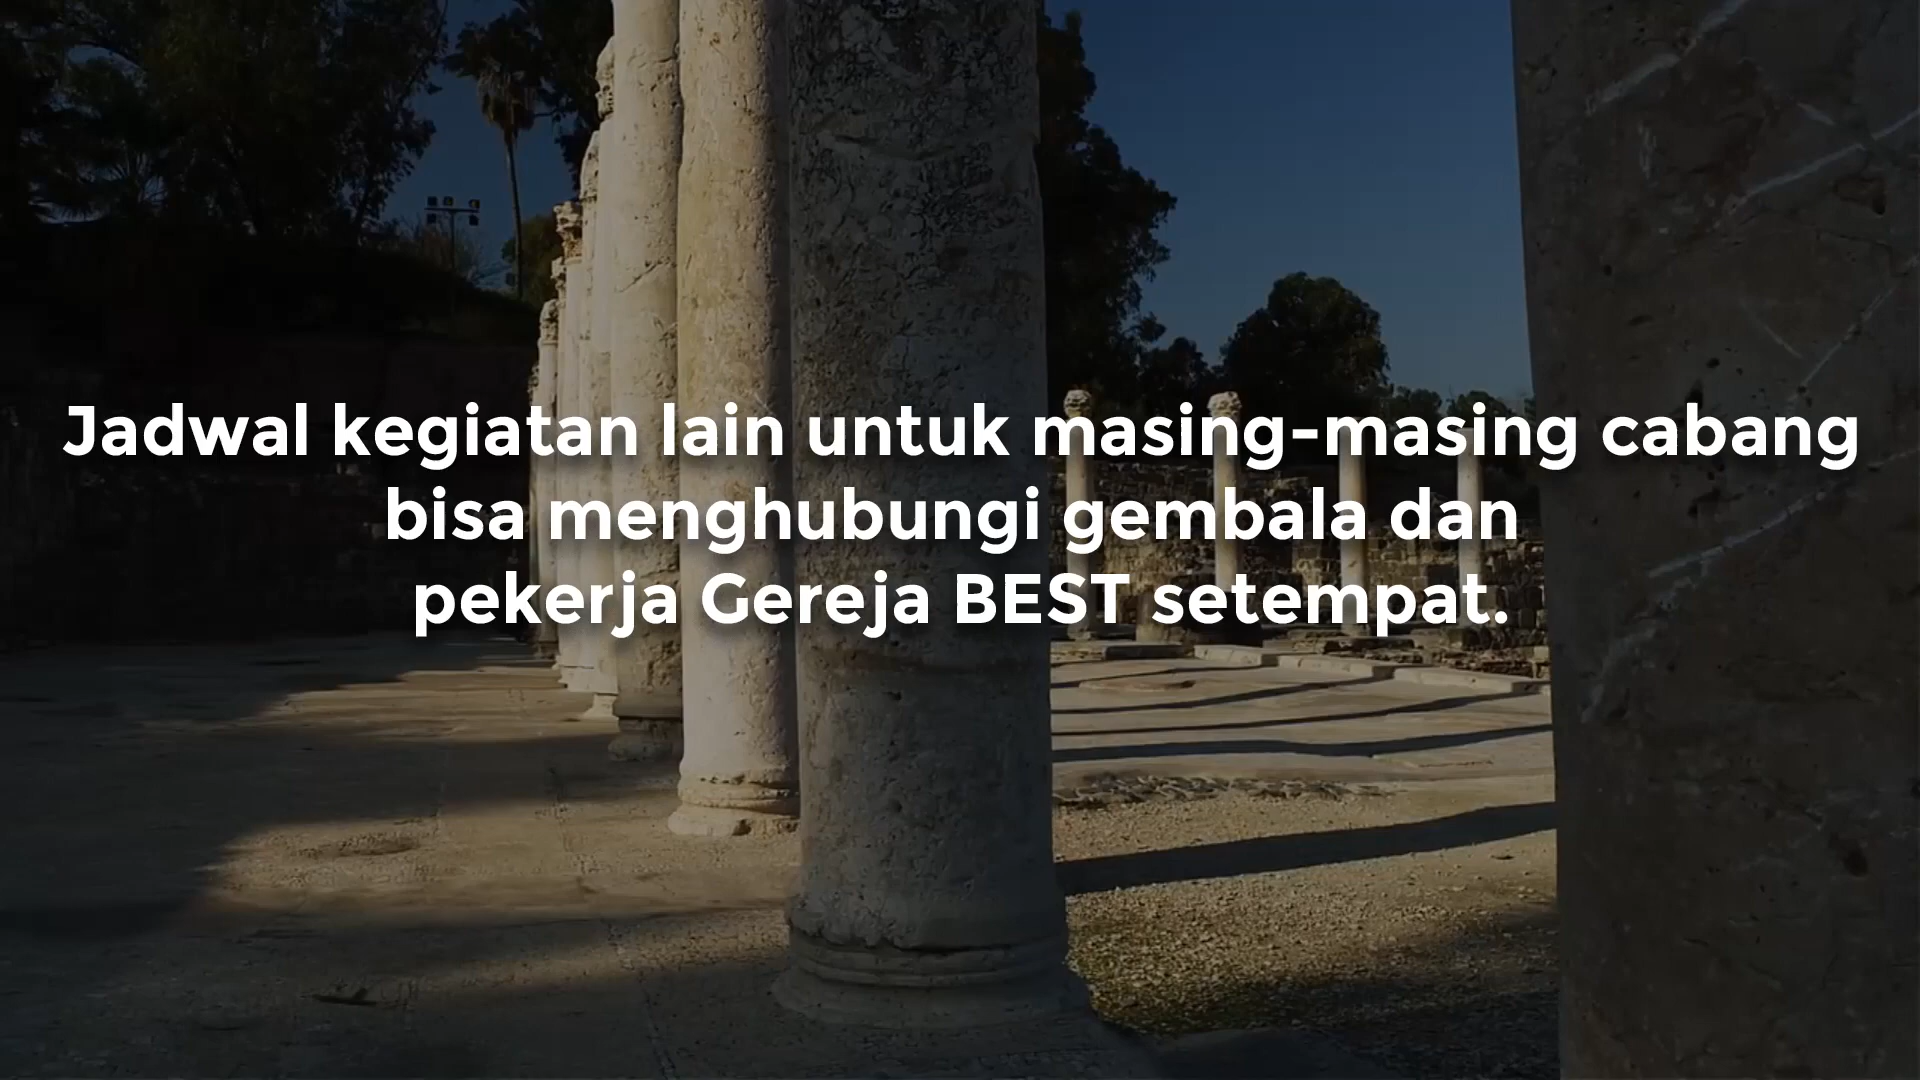 Jadwal kegiatan lain untuk masing-masing cabang
bisa menghubungi gembala dan
pekerja Gereja BEST setempat.